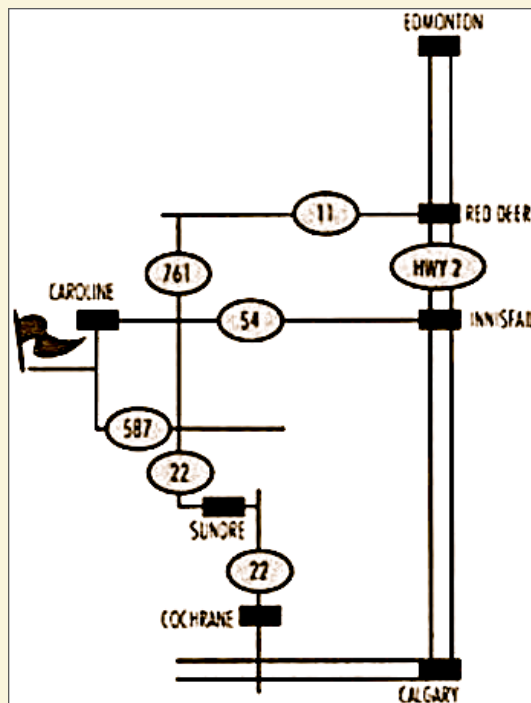 EDMONTON
11
RED DEER
761
HWY 2
CAROLINE
54
INNISFAIL
587
22
SUNDRE
22
COCHRANE
CALGARY